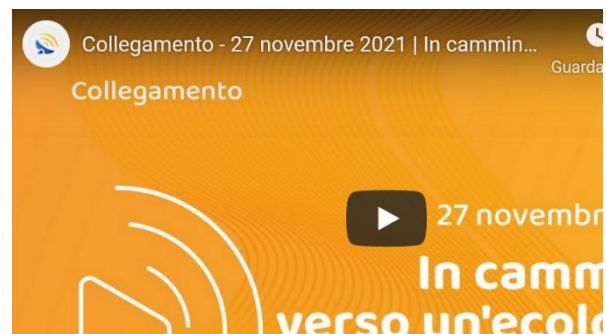 Collegamento - 27 novembre 2021 | In cammin...
Guarda
Collegamento
27 novembr
In camm
verso un'ecolo